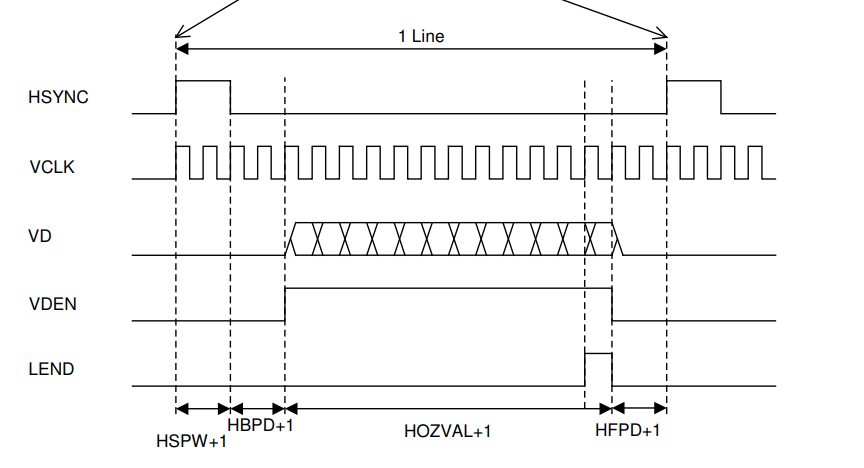 1 Line
HSYNC
VCLK
VD
VDEN
LEND
HSPW+1
HBPD+1
HOZVAL+1
HFPD+1